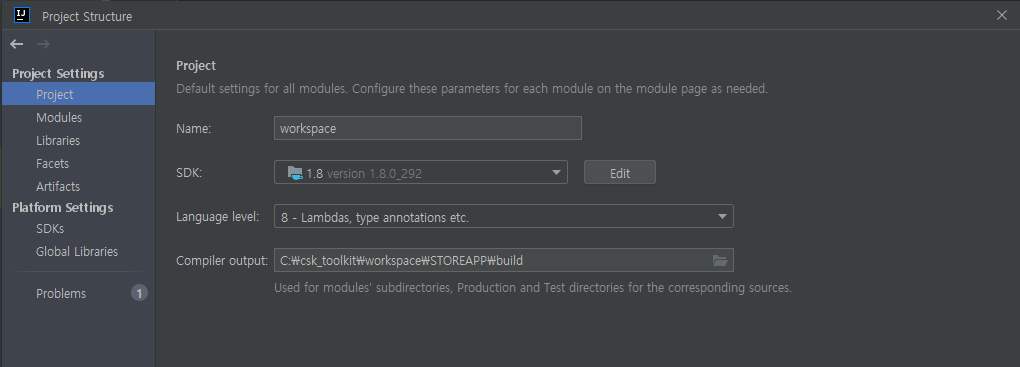 IJ
Project Structure
Project Settings
Project
Modules
Libraries
Facets
Artifacts
Platform Settings
SDKs
Global Libraries
Problems
1
Project
Default settings for all modules. Configure these parameters for each module on the module page as needed.
Name:
workspace
SDK:
1.8 version 1.8.0_292
Edit
Language level:
8 - Lambdas, type annotations etc.
Compiler output:
C:₩csk_toolkit₩workspace₩STOREAPP₩build
Used for modules' subdirectories, Production and Test directories for the corresponding sources.